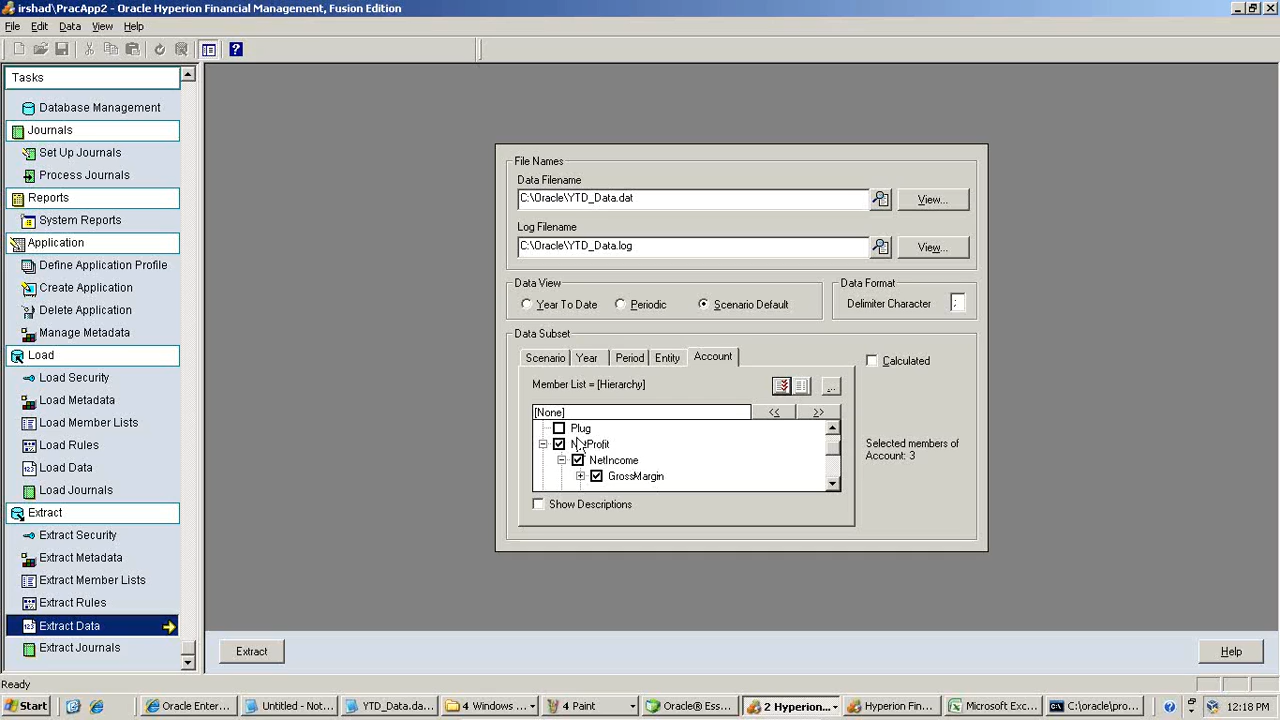 irshad\PracApp2 - Oracle Hyperion Financial Management, Fusion Edition
File Edit Data View Help
Tasks
Database Management
Journals
Set Up Journals
Process Journals
Reports
System Reports
Application
Define Application Profile
Create Application
Delete Application
Manage Metadata
Load
Load Security
Load Metadata
Load Member Lists
Load Rules
Load Data
Load Journals
Extract
Extract Security
Extract Metadata
Extract Member Lists
Extract Rules
Extract Data
Extract Journals
File Names
Data Filename
C:\Oracle\YTD_Data.dat
View...
Log Filename
C:\Oracle\YTD_Data.log
View...
Data View
Year To Date Periodic Scenario Default
Data Format
Delimiter Character ;
Data Subset
Scenario Year Period Entity Account
Calculated
Member List = [Hierarchy]
...
[None] << >>
Plug
NetProfit
NetIncome
GrossMargin
Selected members of
Account: 3
Show Descriptions
Extract
Help
Ready
Start Oracle Enter... Untitled - Not... YTD_Data.da... 4 Windows ... 4 Paint Oracle® Ess... 2 Hyperion... Hyperion Fin... Microsoft Exc... C:\oracle\pro... 12:18 PM